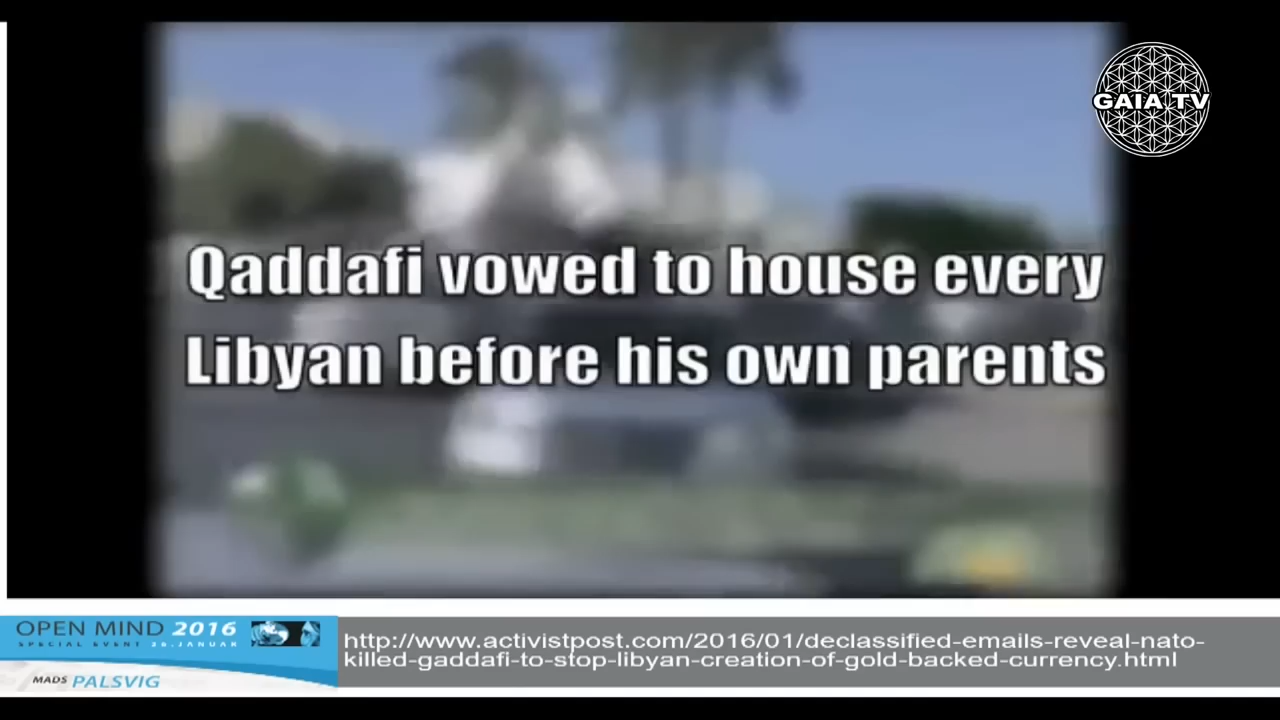 GAIA TV
Qaddafi vowed to house every
Libyan before his own parents
OPEN MIND 2016
SPECIAL EVENT 26. JANUAR
MADS PALSVIG
http://www.activistpost.com/2016/01/declassified-emails-reveal-nato-
killed-gaddafi-to-stop-libyan-creation-of-gold-backed-currency.html